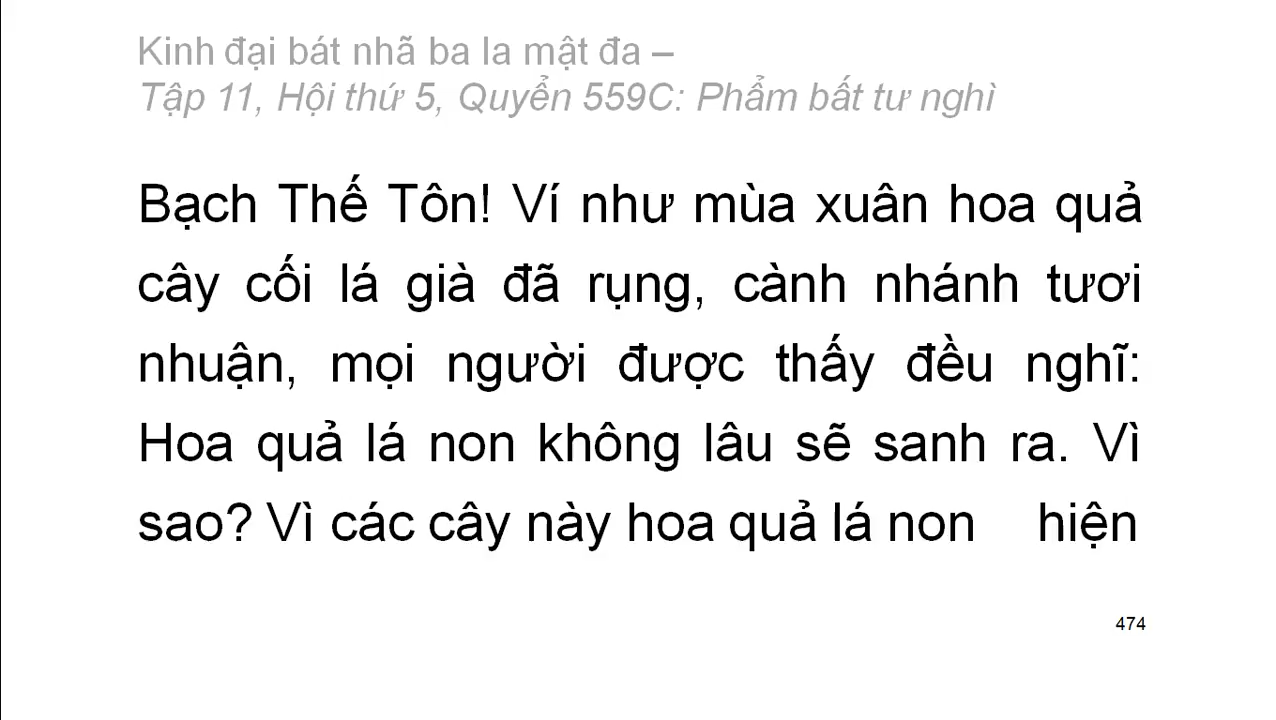 Kinh đại bát nhã ba la mật đa –
Tập 11, Hội thứ 5, Quyển 559C: Phẩm bất tư nghì
Bạch Thế Tôn! Ví như mùa xuân hoa quả
cây cối lá già đã rụng, cành nhánh tươi
nhuận, mọi người được thấy đều nghĩ:
Hoa quả lá non không lâu sẽ sanh ra. Vì
sao? Vì các cây này hoa quả lá non hiện
474